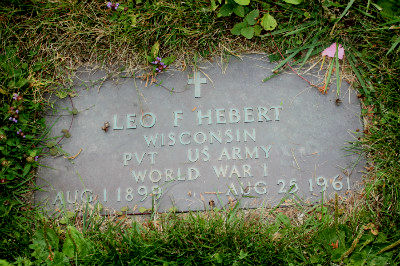 LEO F HEBERT
WISCONSIN
PVT US ARMY
WORLD WAR I
AUG 1 1899 AUG 25 1961